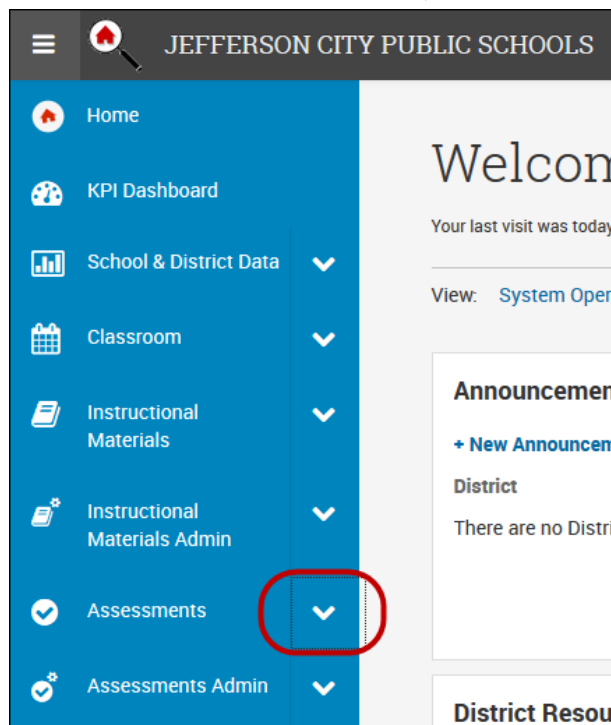 JEFFERSON CITY PUBLIC SCHOOLS
Home
KPI Dashboard
School & District Data
Classroom
Instructional
Materials
Instructional
Materials Admin
Assessments
Assessments Admin
Welcom
Your last visit was today
View: System Oper
Announcemen
+ New Announcem
District
There are no Distri
District Resou